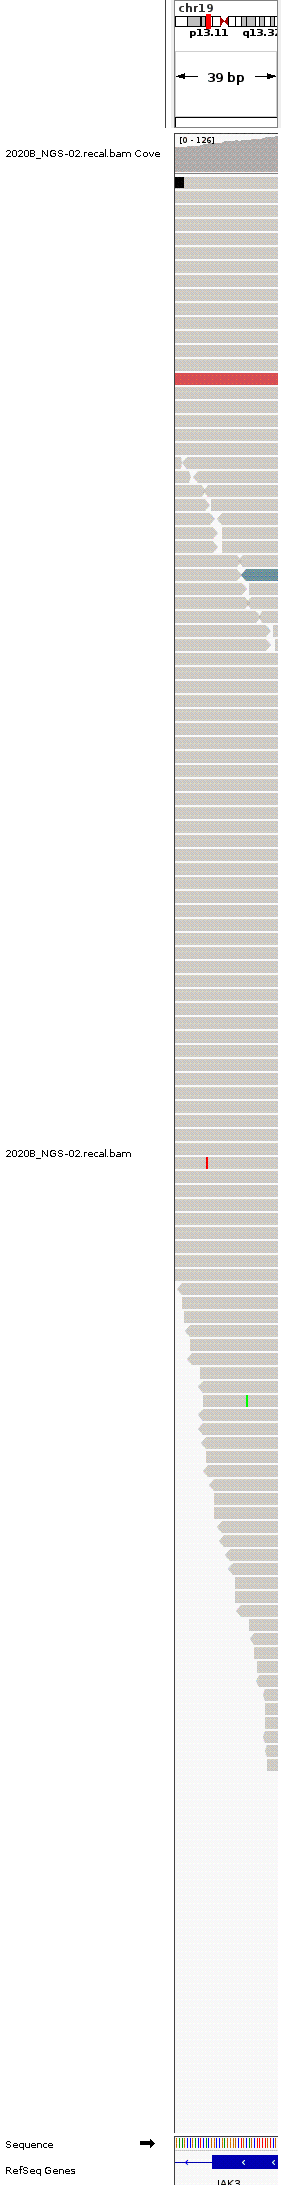 chr19
p13.11 q13.32
39 bp
[0 - 126]
2020B_NGS-02.recal.bam Cove
2020B_NGS-02.recal.bam
Sequence
RefSeq Genes
JAK3